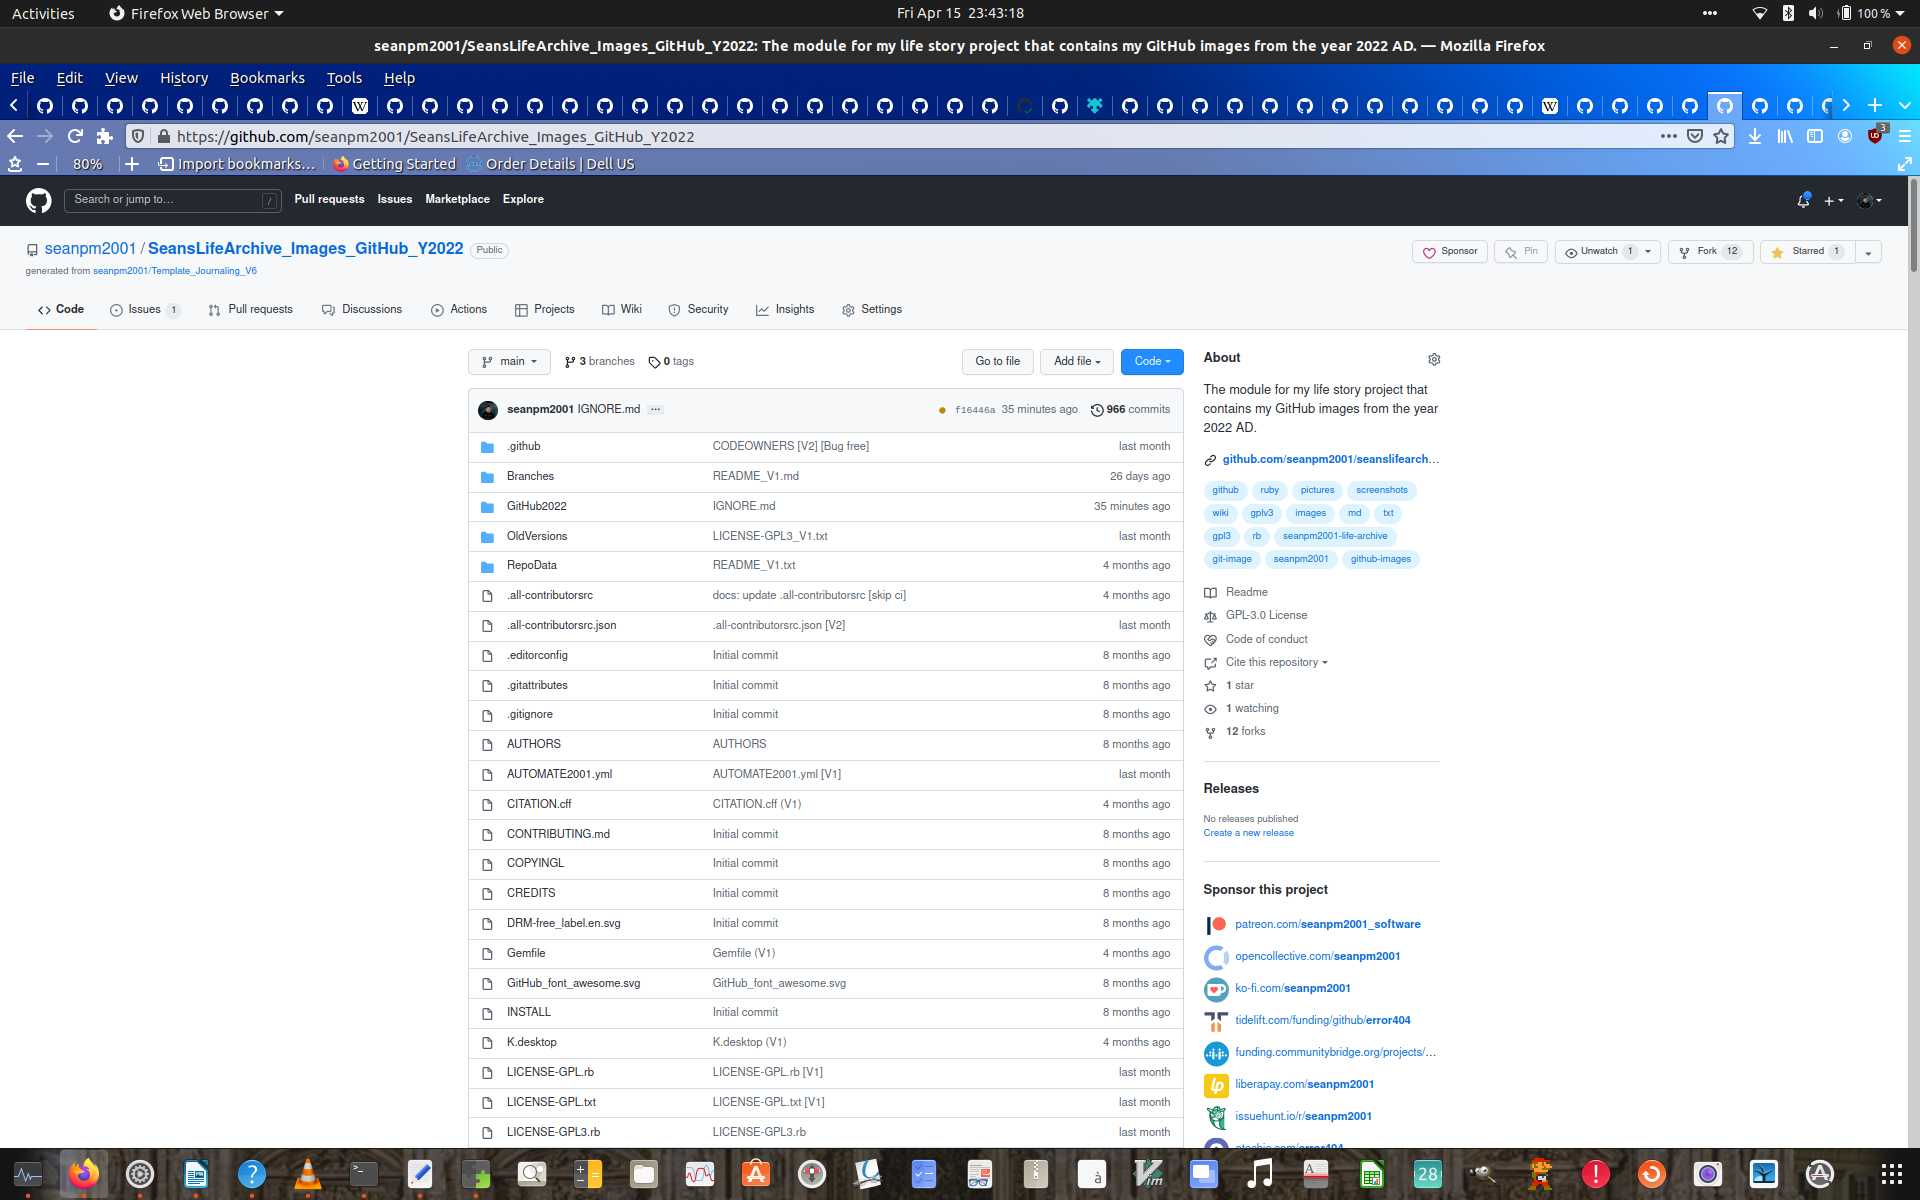 Activities Firefox Web Browser Fri Apr 15 23:43:18 100 %
seanpm2001/SeansLifeArchive_Images_GitHub_Y2022: The module for my life story project that contains my GitHub images from the year 2022 AD. — Mozilla Firefox
File Edit View History Bookmarks Tools Help
https://github.com/seanpm2001/SeansLifeArchive_Images_GitHub_Y2022 3
80% Import bookmarks... Getting Started Order Details | Dell US
Search or jump to... / Pull requests Issues Marketplace Explore
seanpm2001 / SeansLifeArchive_Images_GitHub_Y2022 Public Sponsor Pin Unwatch 1 Fork 12 Starred 1
generated from seanpm2001/Template_Journaling_V6
Code Issues 1 Pull requests Discussions Actions Projects Wiki Security Insights Settings
main 3 branches 0 tags Go to file Add file Code
seanpm2001 IGNORE.md ... f16446a 35 minutes ago 966 commits
.github CODEOWNERS [V2] [Bug free] last month
Branches README_V1.md 26 days ago
GitHub2022 IGNORE.md 35 minutes ago
OldVersions LICENSE-GPL3_V1.txt last month
RepoData README_V1.txt 4 months ago
.all-contributorsrc docs: update .all-contributorsrc [skip ci] 4 months ago
.all-contributorsrc.json .all-contributorsrc.json [V2] last month
.editorconfig Initial commit 8 months ago
.gitattributes Initial commit 8 months ago
.gitignore Initial commit 8 months ago
AUTHORS AUTHORS 8 months ago
AUTOMATE2001.yml AUTOMATE2001.yml [V1] last month
CITATION.cff CITATION.cff (V1) 4 months ago
CONTRIBUTING.md Initial commit 8 months ago
COPYINGL Initial commit 8 months ago
CREDITS Initial commit 8 months ago
DRM-free_label.en.svg Initial commit 8 months ago
Gemfile Gemfile (V1) 4 months ago
GitHub_font_awesome.svg GitHub_font_awesome.svg 8 months ago
INSTALL Initial commit 8 months ago
K.desktop K.desktop (V1) 4 months ago
LICENSE-GPL.rb LICENSE-GPL.rb [V1] last month
LICENSE-GPL.txt LICENSE-GPL.txt [V1] last month
LICENSE-GPL3.rb LICENSE-GPL3.rb last month
About
The module for my life story project that
contains my GitHub images from the year
2022 AD.
github.com/seanpm2001/seanslifearch...
github ruby pictures screenshots
wiki gplv3 images md txt
gpl3 rb seanpm2001-life-archive
git-image seanpm2001 github-images
Readme
GPL-3.0 License
Code of conduct
Cite this repository
1 star
1 watching
12 forks
Releases
No releases published
Create a new release
Sponsor this project
patreon.com/seanpm2001_software
opencollective.com/seanpm2001
ko-fi.com/seanpm2001
tidelift.com/funding/github/error404
funding.communitybridge.org/projects/...
liberapay.com/seanpm2001
issuehunt.io/r/seanpm2001
28